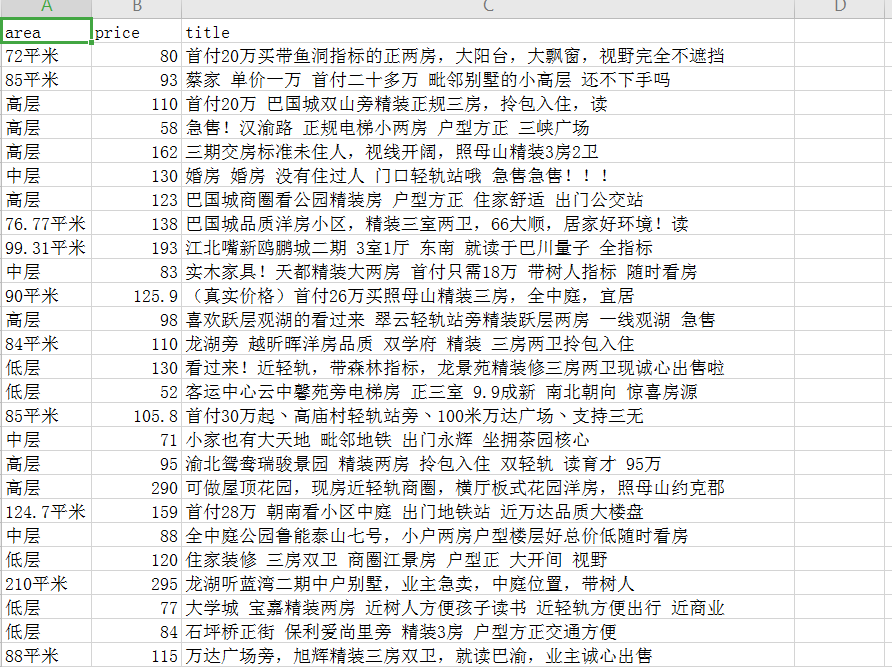 A B C D
area price title
72平米 80 首付20万买带鱼洞指标的正两房，大阳台，大飘窗，视野完全不遮挡
85平米 93 蔡家 单价一万 首付二十多万 毗邻别墅的小高层 还不下手吗
高层 110 首付20万 巴国城双山旁精装正规三房，拎包入住，读
高层 58 急售！汉渝路 正规电梯小两房 户型方正 三峡广场
高层 162 三期交房标准未住人，视线开阔，照母山精装3房2卫
中层 130 婚房 婚房 没有住过人 门口轻轨站哦 急售急售！！！
高层 123 巴国城商圈看公园精装房 户型方正 住家舒适 出门公交站
76.77平米 138 巴国城品质洋房小区，精装三室两卫，66大顺，居家好环境！读
99.31平米 193 江北嘴新鸥鹏城二期 3室1厅 东南 就读于巴川量子 全指标
中层 83 实木家具！天都精装大两房 首付只需18万 带树人指标 随时看房
90平米 125.9 （真实价格）首付26万买照母山精装三房，全中庭，宜居
高层 98 喜欢跃层观湖的看过来 翠云轻轨站旁精装跃层两房 一线观湖 急售
84平米 110 龙湖旁 越昕晖洋房品质 双学府 精装 三房两卫拎包入住
低层 130 看过来！近轻轨，带森林指标，龙景苑精装修三房两卫现诚心出售啦
低层 52 客运中心云中馨苑旁电梯房 正三室 9.9成新 南北朝向 惊喜房源
85平米 105.8 首付30万起丶高庙村轻轨站旁丶100米万达广场丶支持三无
中层 71 小家也有大天地 毗邻地铁 出门永辉 坐拥茶园核心
高层 95 渝北鸳鸯瑞骏景园 精装两房 拎包入住 双轻轨 读育才 95万
高层 290 可做屋顶花园，现房近轻轨商圈，横厅板式花园洋房，照母山约克郡
124.7平米 159 首付28万 朝南看小区中庭 出门地铁站 近万达品质大楼盘
中层 88 全中庭公园鲁能泰山七号，小户两房户型楼层好总价低随时看房
低层 120 住家装修 三房双卫 商圈江景房 户型正 大开间 视野
210平米 295 龙湖听蓝湾二期中户别墅，业主急卖，中庭位置，带树人
低层 77 大学城 宝嘉精装两房 近树人方便孩子读书 近轻轨方便出行 近商业
低层 84 石坪桥正街 保利爱尚里旁 精装3房 户型方正交通方便
88平米 115 万达广场旁，旭辉精装三房双卫，就读巴渝，业主诚心出售